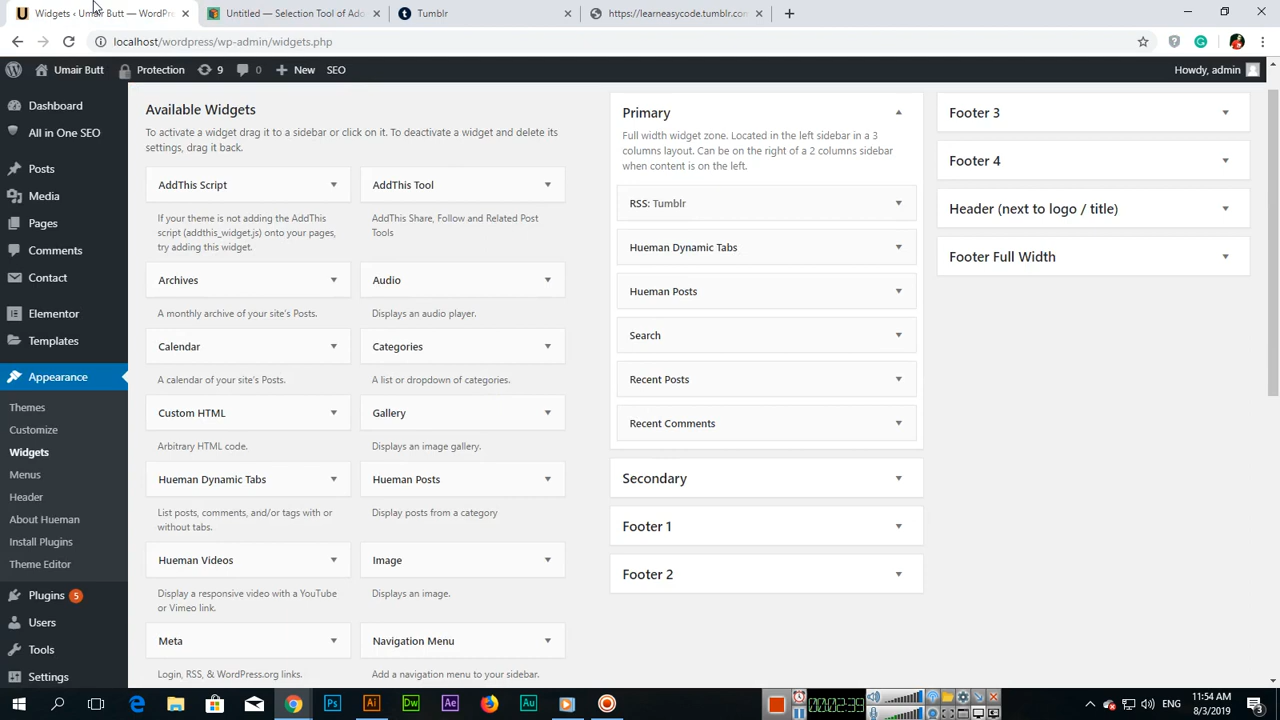 Widgets ‹ Umair Butt — WordPre
Untitled — Selection Tool of Ado
Tumblr
https://learneasycode.tumblr.com
localhost/wordpress/wp-admin/widgets.php
Umair Butt
Protection
9
0
New
SEO
Howdy, admin
Dashboard
All in One SEO
Posts
Media
Pages
Comments
Contact
Elementor
Templates
Appearance
Themes
Customize
Widgets
Menus
Header
About Hueman
Install Plugins
Theme Editor
Plugins 5
Users
Tools
Settings
Available Widgets
To activate a widget drag it to a sidebar or click on it. To deactivate a widget and delete its
settings, drag it back.
AddThis Script
If your theme is not adding the AddThis
script (addthis_widget.js) onto your pages,
try adding this widget.
AddThis Tool
AddThis Share, Follow and Related Post
Tools
Archives
A monthly archive of your site's Posts.
Audio
Displays an audio player.
Calendar
A calendar of your site's Posts.
Categories
A list or dropdown of categories.
Custom HTML
Arbitrary HTML code.
Gallery
Displays an image gallery.
Hueman Dynamic Tabs
List posts, comments, and/or tags with or
without tabs.
Hueman Posts
Display posts from a category
Hueman Videos
Display a responsive video with a YouTube
or Vimeo link.
Image
Displays an image.
Meta
Login, RSS, & WordPress.org links.
Navigation Menu
Add a navigation menu to your sidebar.
Primary
Full width widget zone. Located in the left sidebar in a 3
columns layout. Can be on the right of a 2 columns sidebar
when content is on the left.
RSS: Tumblr
Hueman Dynamic Tabs
Hueman Posts
Search
Recent Posts
Recent Comments
Secondary
Footer 1
Footer 2
Footer 3
Footer 4
Header (next to logo / title)
Footer Full Width
Ps
Ai
Dw
Ae
Au
00:02:39
ENG
11:54 AM
8/3/2019
3